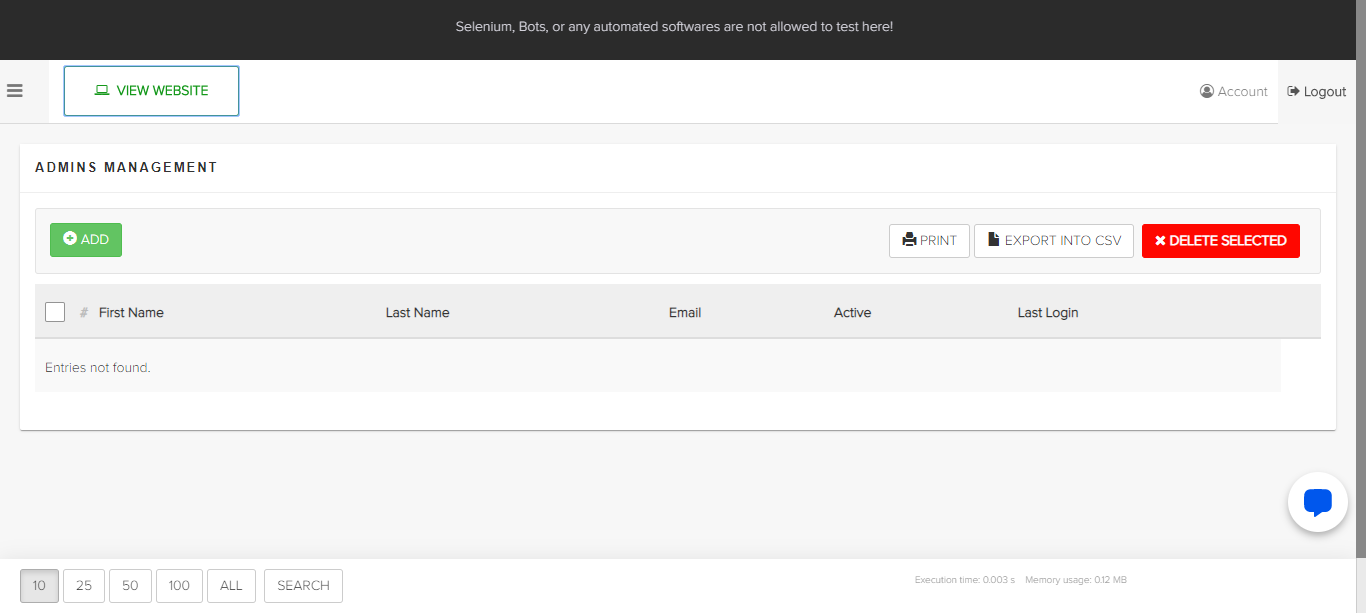 Selenium, Bots, or any automated softwares are not allowed to test here!
VIEW WEBSITE
Account
Logout
ADMINS MANAGEMENT
ADD
PRINT
EXPORT INTO CSV
DELETE SELECTED
# First Name Last Name Email Active Last Login
Entries not found.
10 25 50 100 ALL SEARCH
Execution time: 0.003 s Memory usage: 0.12 MB